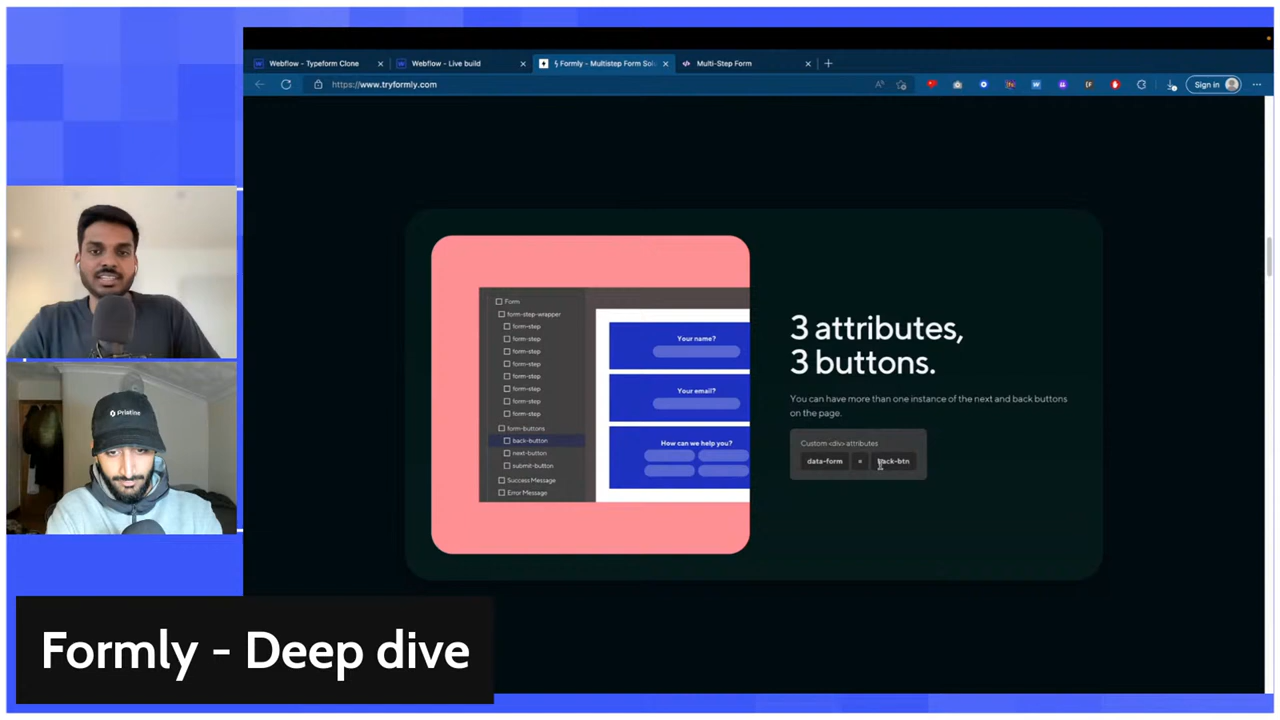 Webflow - Typeform Clone
Webflow - Live build
Formly - Multistep Form Sol
Multi-Step Form
https://www.tryformly.com
Sign in
Form
form-step-wrapper
form-step
form-step
form-step
form-step
form-step
form-step
form-step
form-step
form-buttons
back-button
next-button
submit-button
Success Message
Error Message
Your name?
Your email?
How can we help you?
3 attributes,
3 buttons.
You can have more than one instance of the next and back buttons
on the page.
Custom <div> attributes
data-form
back-btn
Pristine
Formly - Deep dive